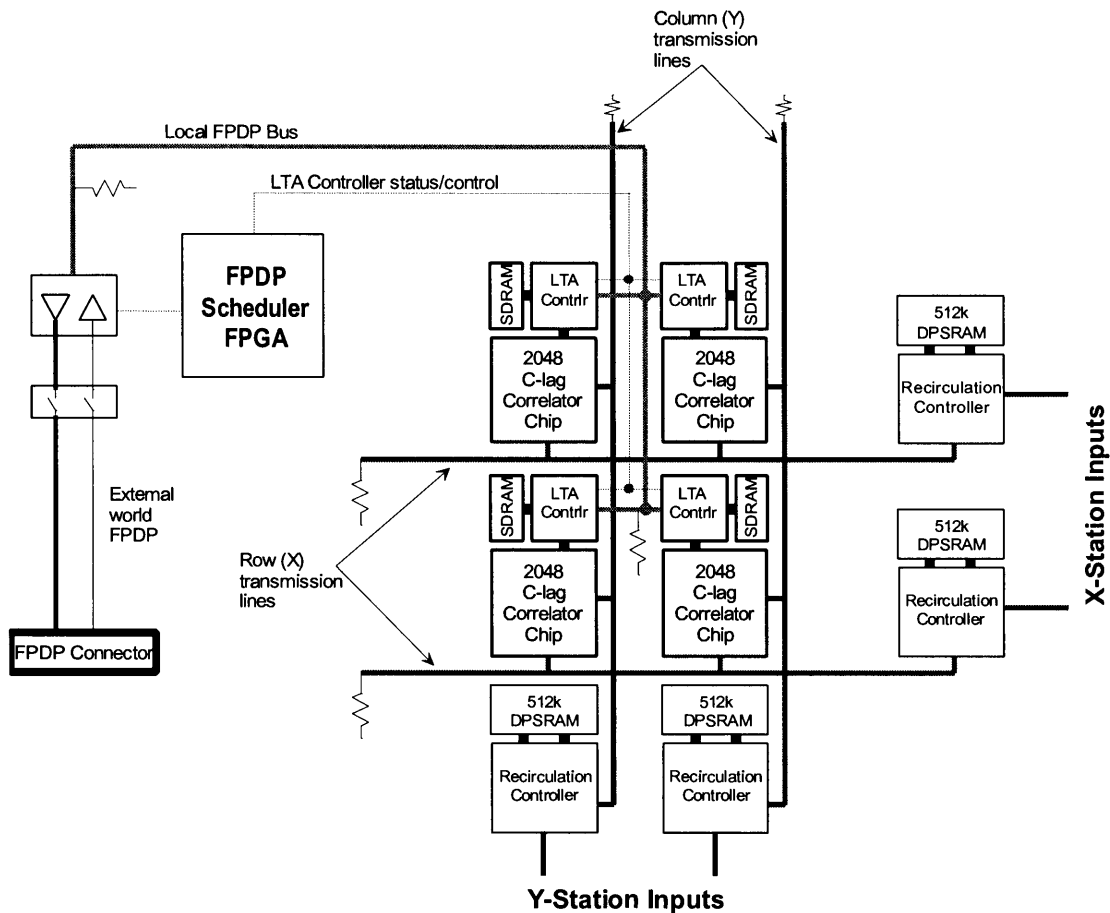 Column (Y)
transmission
lines
Local FPDP Bus
LTA Controller status/control
FPDP
Scheduler
FPGA
SDRAM
LTA
Contrlr
LTA
Contrlr
SDRAM
512k
DPSRAM
2048
C-lag
Correlator
Chip
2048
C-lag
Correlator
Chip
Recirculation
Controller
X-Station Inputs
External
world
FPDP
SDRAM
LTA
Contrlr
LTA
Contrlr
SDRAM
512k
DPSRAM
Row (X)
transmission
lines
2048
C-lag
Correlator
Chip
2048
C-lag
Correlator
Chip
Recirculation
Controller
FPDP Connector
512k
DPSRAM
512k
DPSRAM
Recirculation
Controller
Recirculation
Controller
Y-Station Inputs